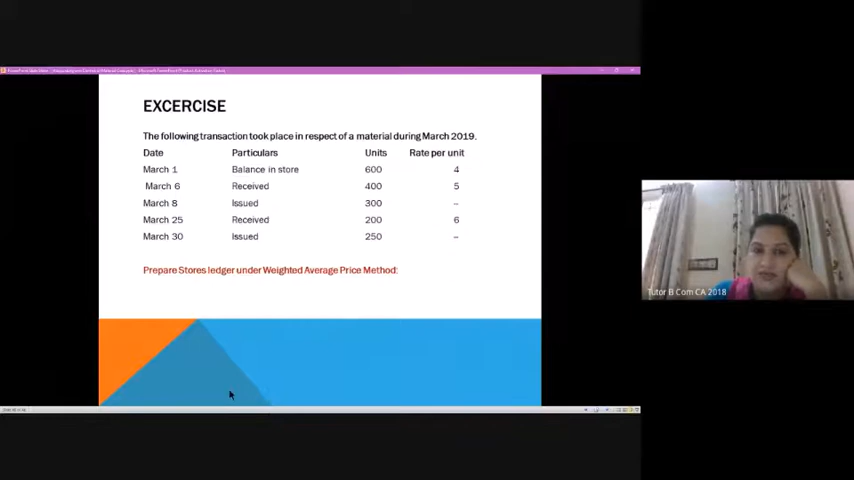 EXCERCISE
The following transaction took place in respect of a material during March 2019.
Date Particulars Units Rate per unit
March 1 Balance in store 600 4
March 6 Received 400 5
March 8 Issued 300 --
March 25 Received 200 6
March 30 Issued 250 --
Prepare Stores ledger under Weighted Average Price Method:
Tutor B Com CA 2018